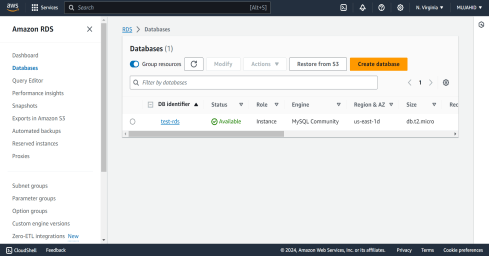 aws
Services
Search
[Alt+S]
N. Virginia
MUJAHID
Amazon RDS
Dashboard
Databases
Query Editor
Performance insights
Snapshots
Exports in Amazon S3
Automated backups
Reserved instances
Proxies
Subnet groups
Parameter groups
Option groups
Custom engine versions
Zero-ETL integrations New
RDS > Databases
Databases (1)
Group resources
Modify
Actions
Restore from S3
Create database
Filter by databases
1
DB identifier Status Role Engine Region & AZ Size Rec
test-rds Available Instance MySQL Community us-east-1d db.t2.micro
CloudShell Feedback © 2024, Amazon Web Services, Inc. or its affiliates. Privacy Terms Cookie preferences